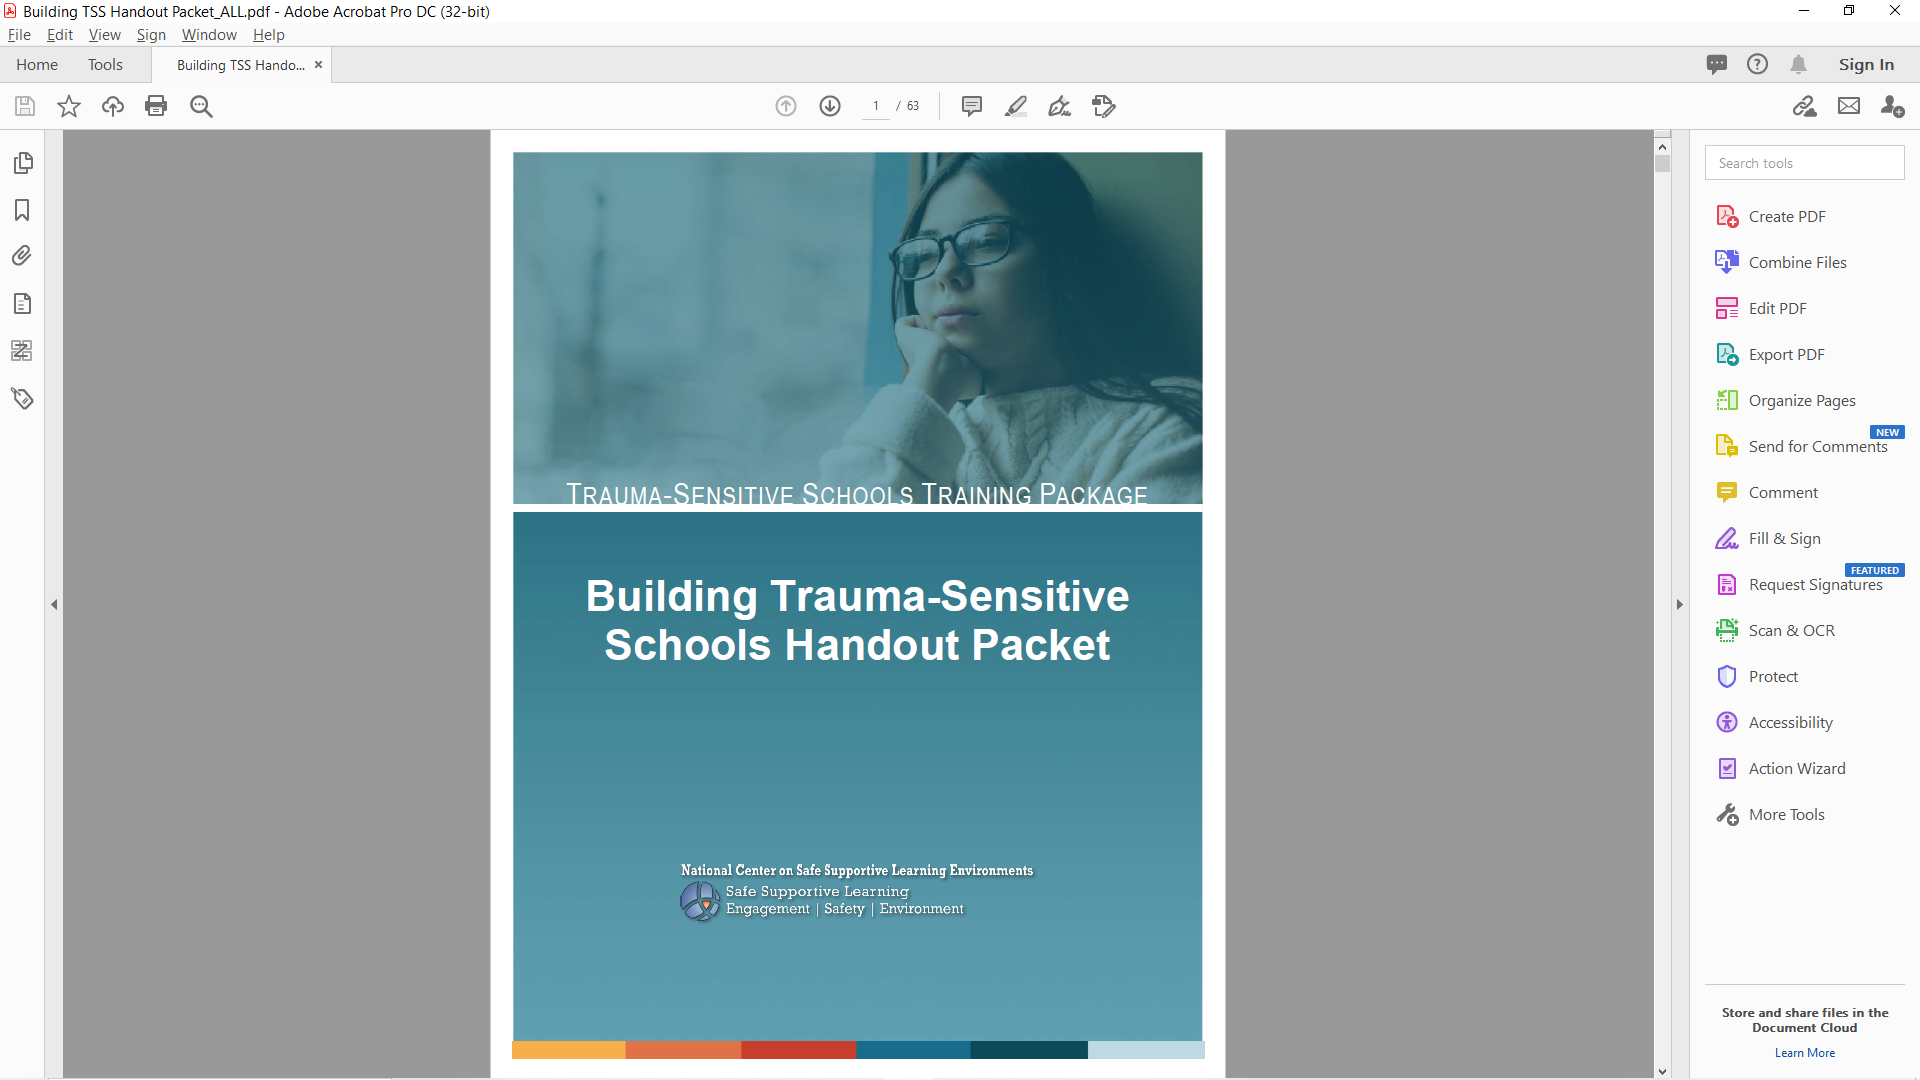 Building TSS Handout Packet_ALL.pdf - Adobe Acrobat Pro DC (32-bit)
File Edit View Sign Window Help
Home Tools Building TSS Hando... ×
Sign In
1 / 63
TRAUMA-SENSITIVE SCHOOLS TRAINING PACKAGE
Building Trauma-Sensitive
Schools Handout Packet
National Center on Safe Supportive Learning Environments
Safe Supportive Learning
Engagement | Safety | Environment
Search tools
Create PDF
Combine Files
Edit PDF
Export PDF
Organize Pages
NEW
Send for Comments
Comment
Fill & Sign
FEATURED
Request Signatures
Scan & OCR
Protect
Accessibility
Action Wizard
More Tools
Store and share files in the
Document Cloud
Learn More